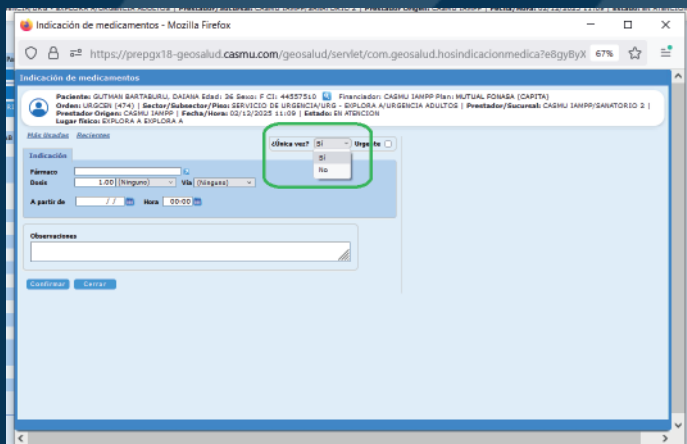 Indicación de medicamentos - Mozilla Firefox
https://prepgx18-geosalud.casmu.com/geosalud/servlet/com.geosalud.hosindicacionmedica?e8gyByX 67%
Indicación de medicamentos
Paciente: GUTMAN BARTABURU, DAIANA Edad: 36 Sexo: F CI: 44557510 Financiador: CASMU IAMPP Plan: MUTUAL FONASA (CAPITA)
Orden: URGCEN (474) | Sector/Subsector/Piso: SERVICIO DE URGENCIA/URG - EXPLORA A/URGENCIA ADULTOS | Prestador/Sucursal: CASMU IAMPP/SANATORIO 2 |
Prestador Origen: CASMU IAMPP | Fecha/Hora: 02/12/2025 11:09 | Estado: EN ATENCION
Lugar físico: EXPLORA A EXPLORA A
Más Usadas Recientes
¿Única vez? Sí Urgente
Sí
No
Indicación
Fármaco
Dosis 1.00 (Ninguno) Vía (Ninguno)
A partir de / / Hora 00:00
Observaciones
Confirmar Cerrar